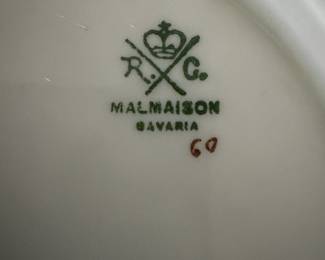 R. C.
MALMAISON
BAVARIA
60